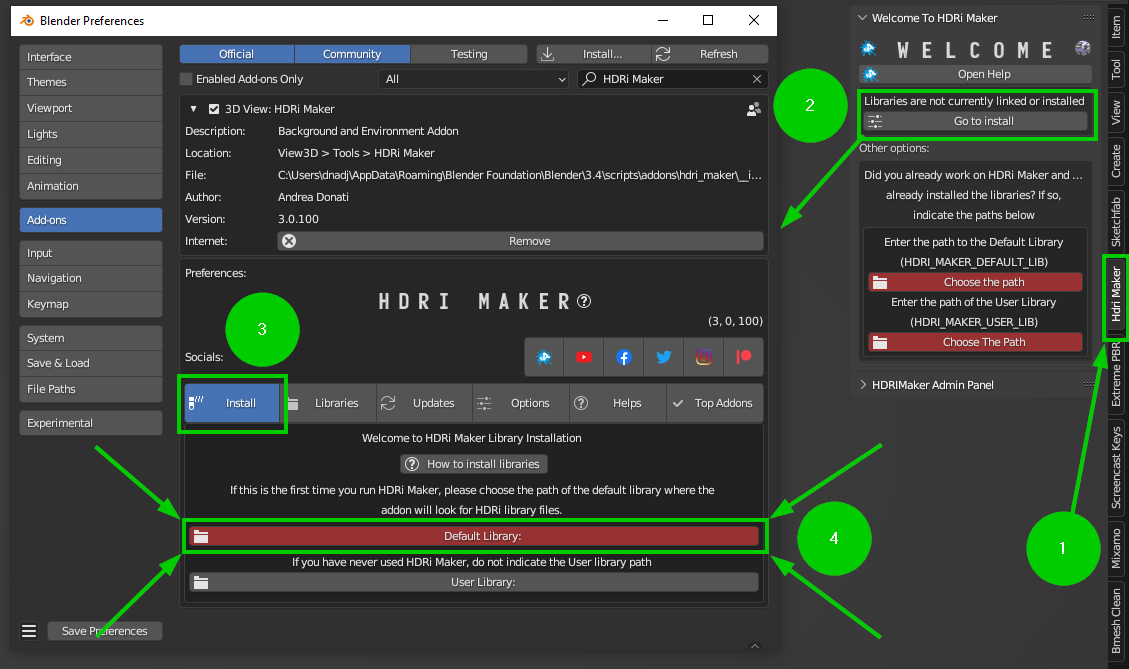 Blender Preferences
Interface
Themes
Viewport
Lights
Editing
Animation
Add-ons
Input
Navigation
Keymap
System
Save & Load
File Paths
Experimental
Save Preferences
Official
Community
Testing
Install...
Refresh
Enabled Add-ons Only
All
HDRi Maker
3D View: HDRi Maker
Description: Background and Environment Addon
Location: View3D > Tools > HDRi Maker
File: C:\Users\dnadj\AppData\Roaming\Blender Foundation\Blender\3.4\scripts\addons\hdri_maker\__i...
Author: Andrea Donati
Version: 3.0.100
Internet: Remove
Preferences:
HDRI MAKER
(3, 0, 100)
3
Socials:
Install
Libraries
Updates
Options
Helps
Top Addons
Welcome to HDRi Maker Library Installation
How to install libraries
If this is the first time you run HDRi Maker, please choose the path of the default library where the
addon will look for HDRi library files.
Default Library:
If you have never used HDRi Maker, do not indicate the User library path
User Library:
2
4
1
Welcome To HDRi Maker
WELCOME
Open Help
Libraries are not currently linked or installed
Go to install
Other options:
Did you already work on HDRi Maker and ...
already installed the libraries? If so,
indicate the paths below
Enter the path to the Default Library
(HDRI_MAKER_DEFAULT_LIB)
Choose the path
Enter the path of the User Library
(HDRI_MAKER_USER_LIB)
Choose The Path
HDRIMaker Admin Panel
Item
Tool
View
Create
Sketchfab
Hdri Maker
Extreme PBR
Screencast Keys
Mixamo
Bmesh Clean